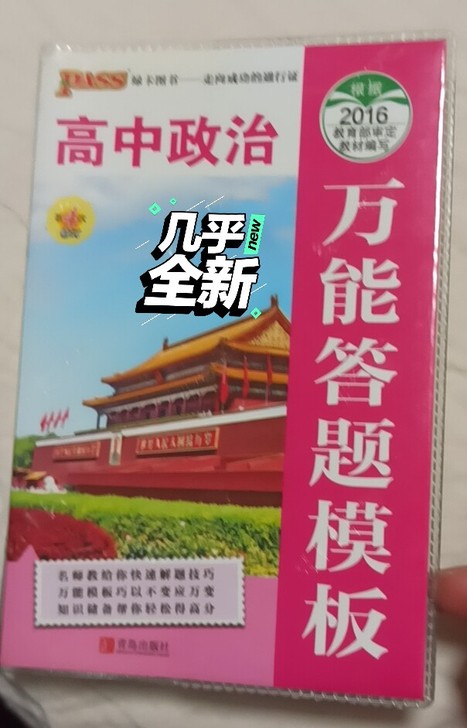 PASS 绿卡图书——走向成功的通行证
高中政治
根据
2016
教育部审定
教材编写
万能答题模板
几乎
全新
new
名师教给你快速解题技巧
万能模板巧以不变应万变
知识储备帮你轻松得高分
青岛出版社